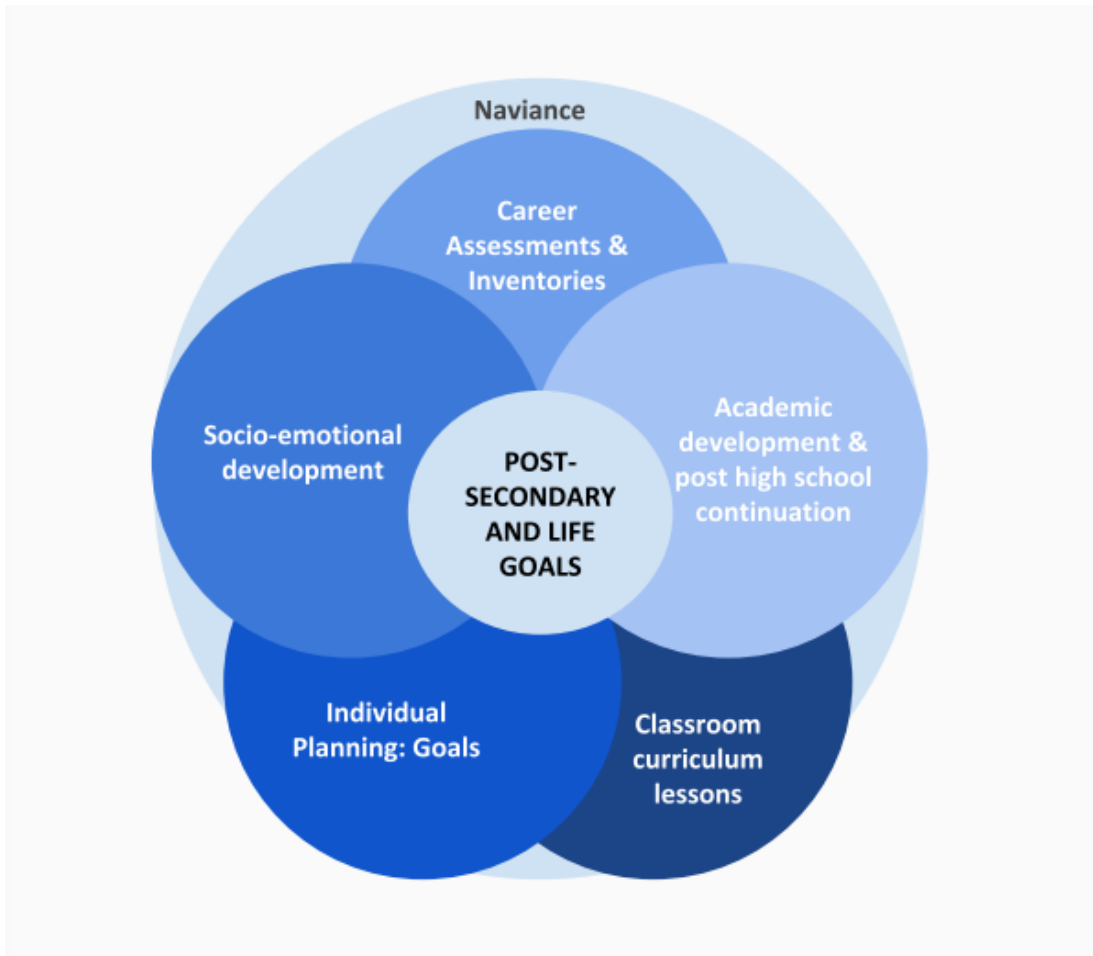 Naviance
Career
Assessments &
Inventories
Socio-emotional
development
Academic
development &
post high school
continuation
POST-
SECONDARY
AND LIFE
GOALS
Individual
Planning: Goals
Classroom
curriculum
lessons